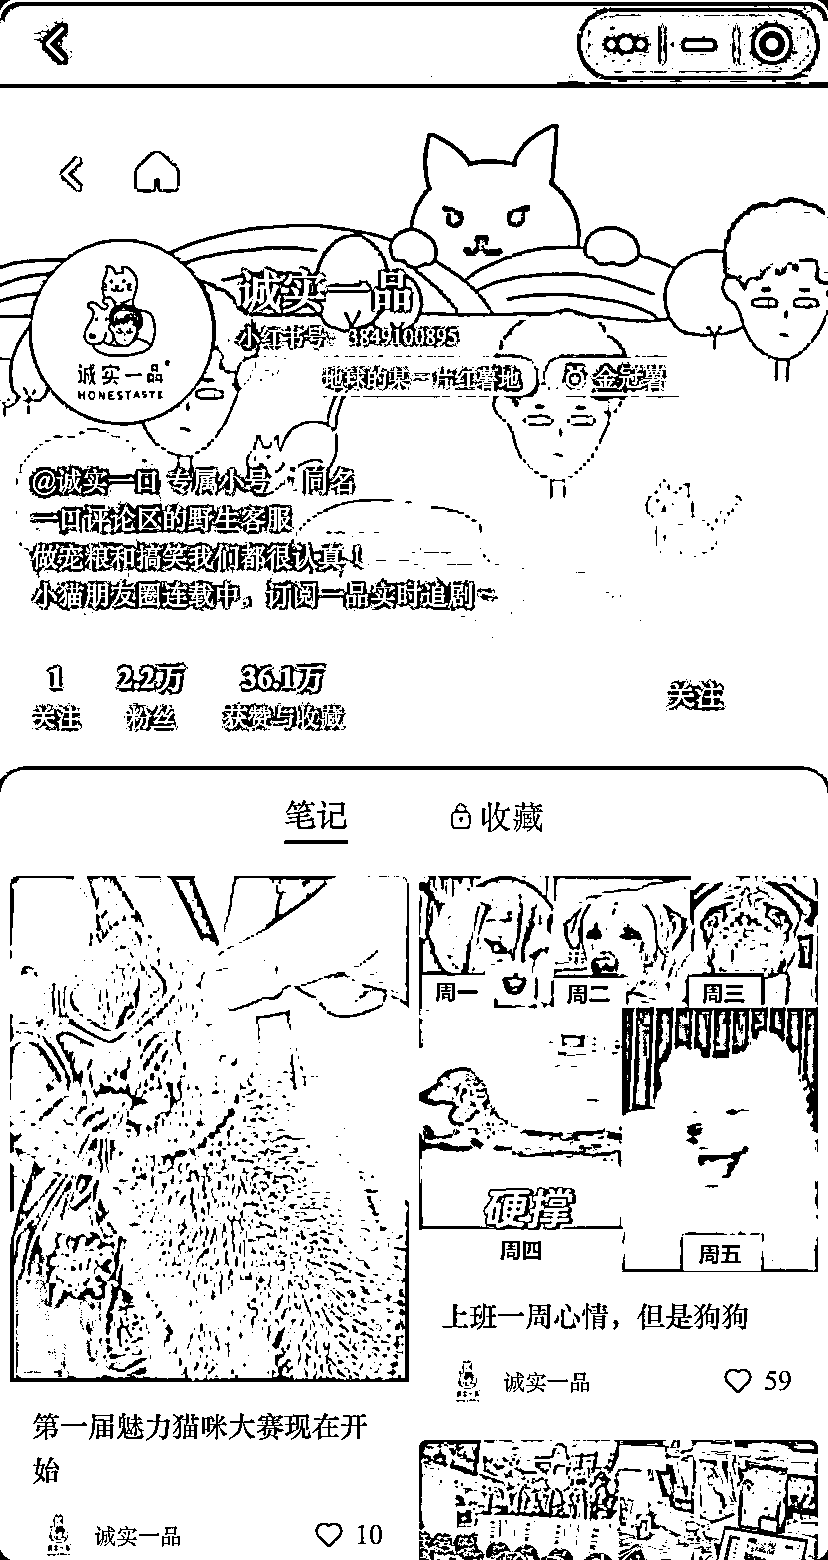 诚实一品
小红书号：3849100895
诚实一品
HONESTASTE
地球的某一片红薯地
金冠薯
@诚实一口 专属小号
同名
一口评论区的野生客服
做宠粮和搞笑我们都很认真！
小猫朋友圈连载中，订阅一品实时追剧~
1
2.2万
36.1万
关注
粉丝
获赞与收藏
关注
笔记
收藏
周一
周二
周三
硬撑
周四
周五
上班一周心情，但是狗狗
诚实一品
59
第一届魅力猫咪大赛现在开
始
诚实一品
10